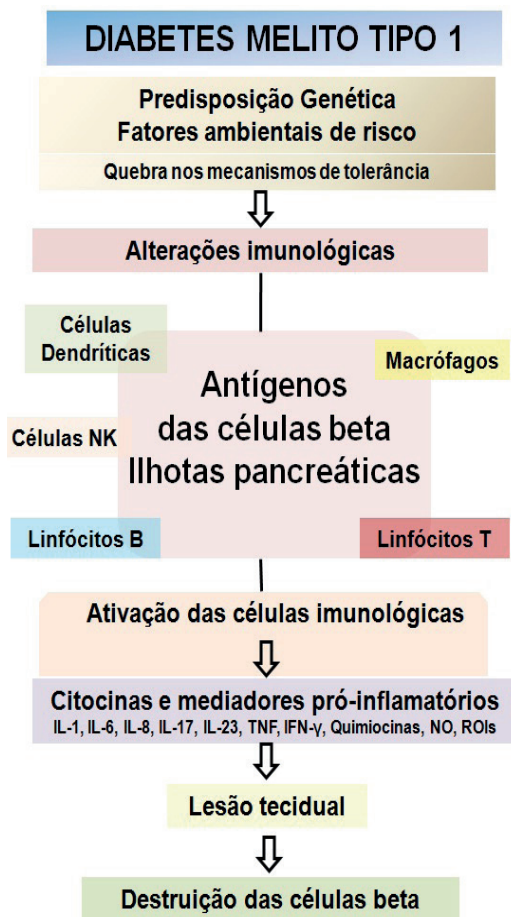 DIABETES MELITO TIPO 1
Predisposição Genética
Fatores ambientais de risco
Quebra nos mecanismos de tolerância
Alterações imunológicas
Células
Dendríticas
Macrófagos
Antígenos
das células beta
Ilhotas pancreáticas
Células NK
Linfócitos B
Linfócitos T
Ativação das células imunológicas
Citocinas e mediadores pró-inflamatórios
IL-1, IL-6, IL-8, IL-17, IL-23, TNF, IFN-γ, Quimiocinas, NO, ROIs
Lesão tecidual
Destruição das células beta